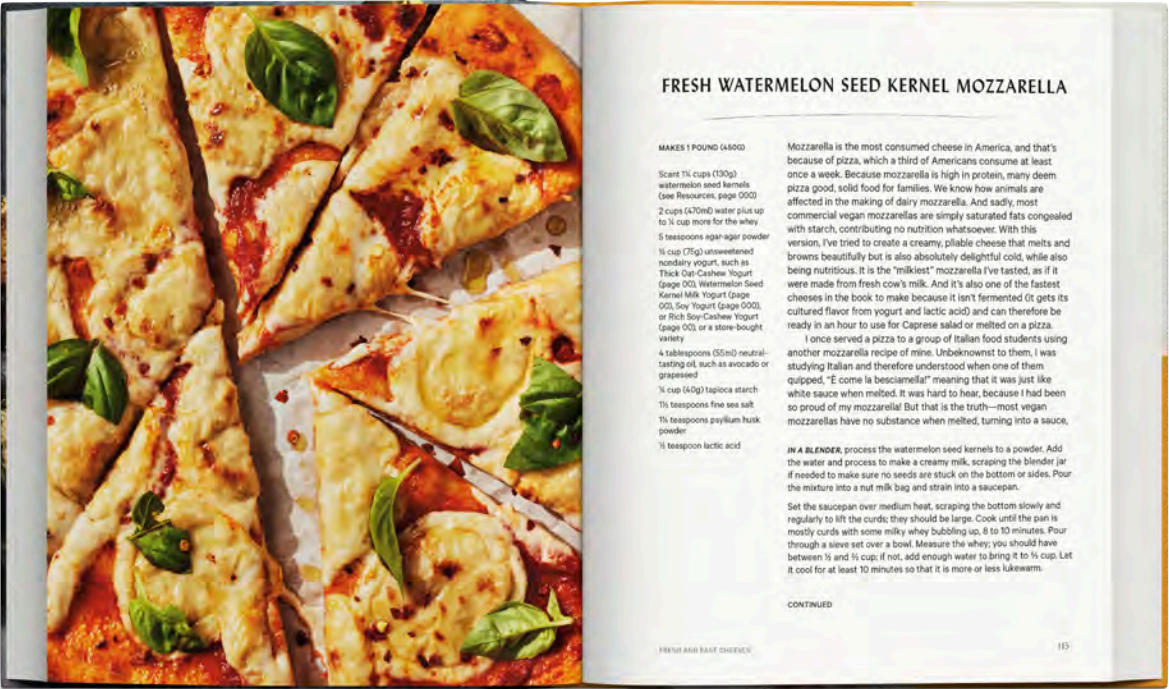 FRESH WATERMELON SEED KERNEL MOZZARELLA
MAKES 1 POUND (450G)
Scant 1¼ cups (130g)
watermelon seed kernels
(see Resources, page 000)
2 cups (470ml) water plus up
to ¼ cup more for the whey
5 teaspoons agar-agar powder
cup (75g) unsweetened
nondairy yogurt, such as
Thick Oat-Cashew Yogurt
(page 00), Watermelon Seed
Kernel Milk Yogurt (page
00), Soy Yogurt (page 000),
or Rich Soy-Cashew Yogurt
(page 00), or a store-bought
variety
4 tablespoons (55ml) neutral-
tasting oil, such as avocado or
grapeseed
cup (40g) tapioca starch
teaspoons fine sea salt
teaspoons psyllium husk
powder
teaspoon lactic acid
Mozzarella is the most consumed cheese in America, and that's
because of pizza, which a third of Americans consume at least
once a week. Because mozzarella is high in protein, many deem
pizza good, solid food for families. We know how animals are
affected in the making of dairy mozzarella. And sadly, most
commercial vegan mozzarellas are simply saturated fats congealed
with starch, contributing no nutrition whatsoever. With this
version, I've tried to create a creamy, pliable cheese that melts and
browns beautifully but is also absolutely delightful cold, while also
being nutritious. It is the "milkiest" mozzarella I've tasted, as if it
were made from fresh cow's milk. And it's also one of the fastest
cheeses in the book to make because it isn't fermented (it gets its
cultured flavor from yogurt and lactic acid) and can therefore be
ready in an hour to use for Caprese salad or melted on a pizza.
I once served a pizza to a group of Italian food students using
another mozzarella recipe of mine. Unbeknownst to them, I was
studying Italian and therefore understood when one of them
quipped, "È come la besciamella!" meaning that it was just like
white sauce when melted. It was hard to hear, because I had been
so proud of my mozzarella! But that is the truth—most vegan
mozzarellas have no substance when melted, turning into a sauce,
IN A BLENDER, process the watermelon seed kernels to a powder. Add
the water and process to make a creamy milk, scraping the blender jar
if needed to make sure no seeds are stuck on the bottom or sides. Pour
the mixture into a nut milk bag and strain into a saucepan.
Set the saucepan over medium heat, scraping the bottom slowly and
regularly to lift the curds; they should be large. Cook until the pan is
mostly curds with some milky whey bubbling up, 8 to 10 minutes. Pour
through a sieve set over a bowl. Measure the whey; you should have
between ½ and ⅔ cup; if not, add enough water to bring it to cup. Let
it cool for at least 10 minutes so that it is more or less lukewarm.
CONTINUED
FRESH AND EASY CHEESES
115